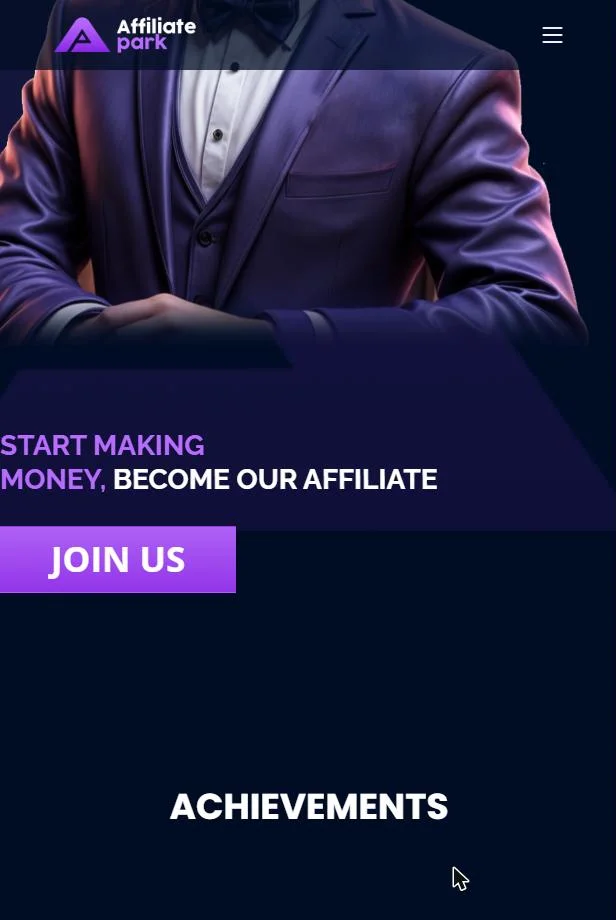 Affiliate
park
START MAKING
MONEY, BECOME OUR AFFILIATE
JOIN US
ACHIEVEMENTS